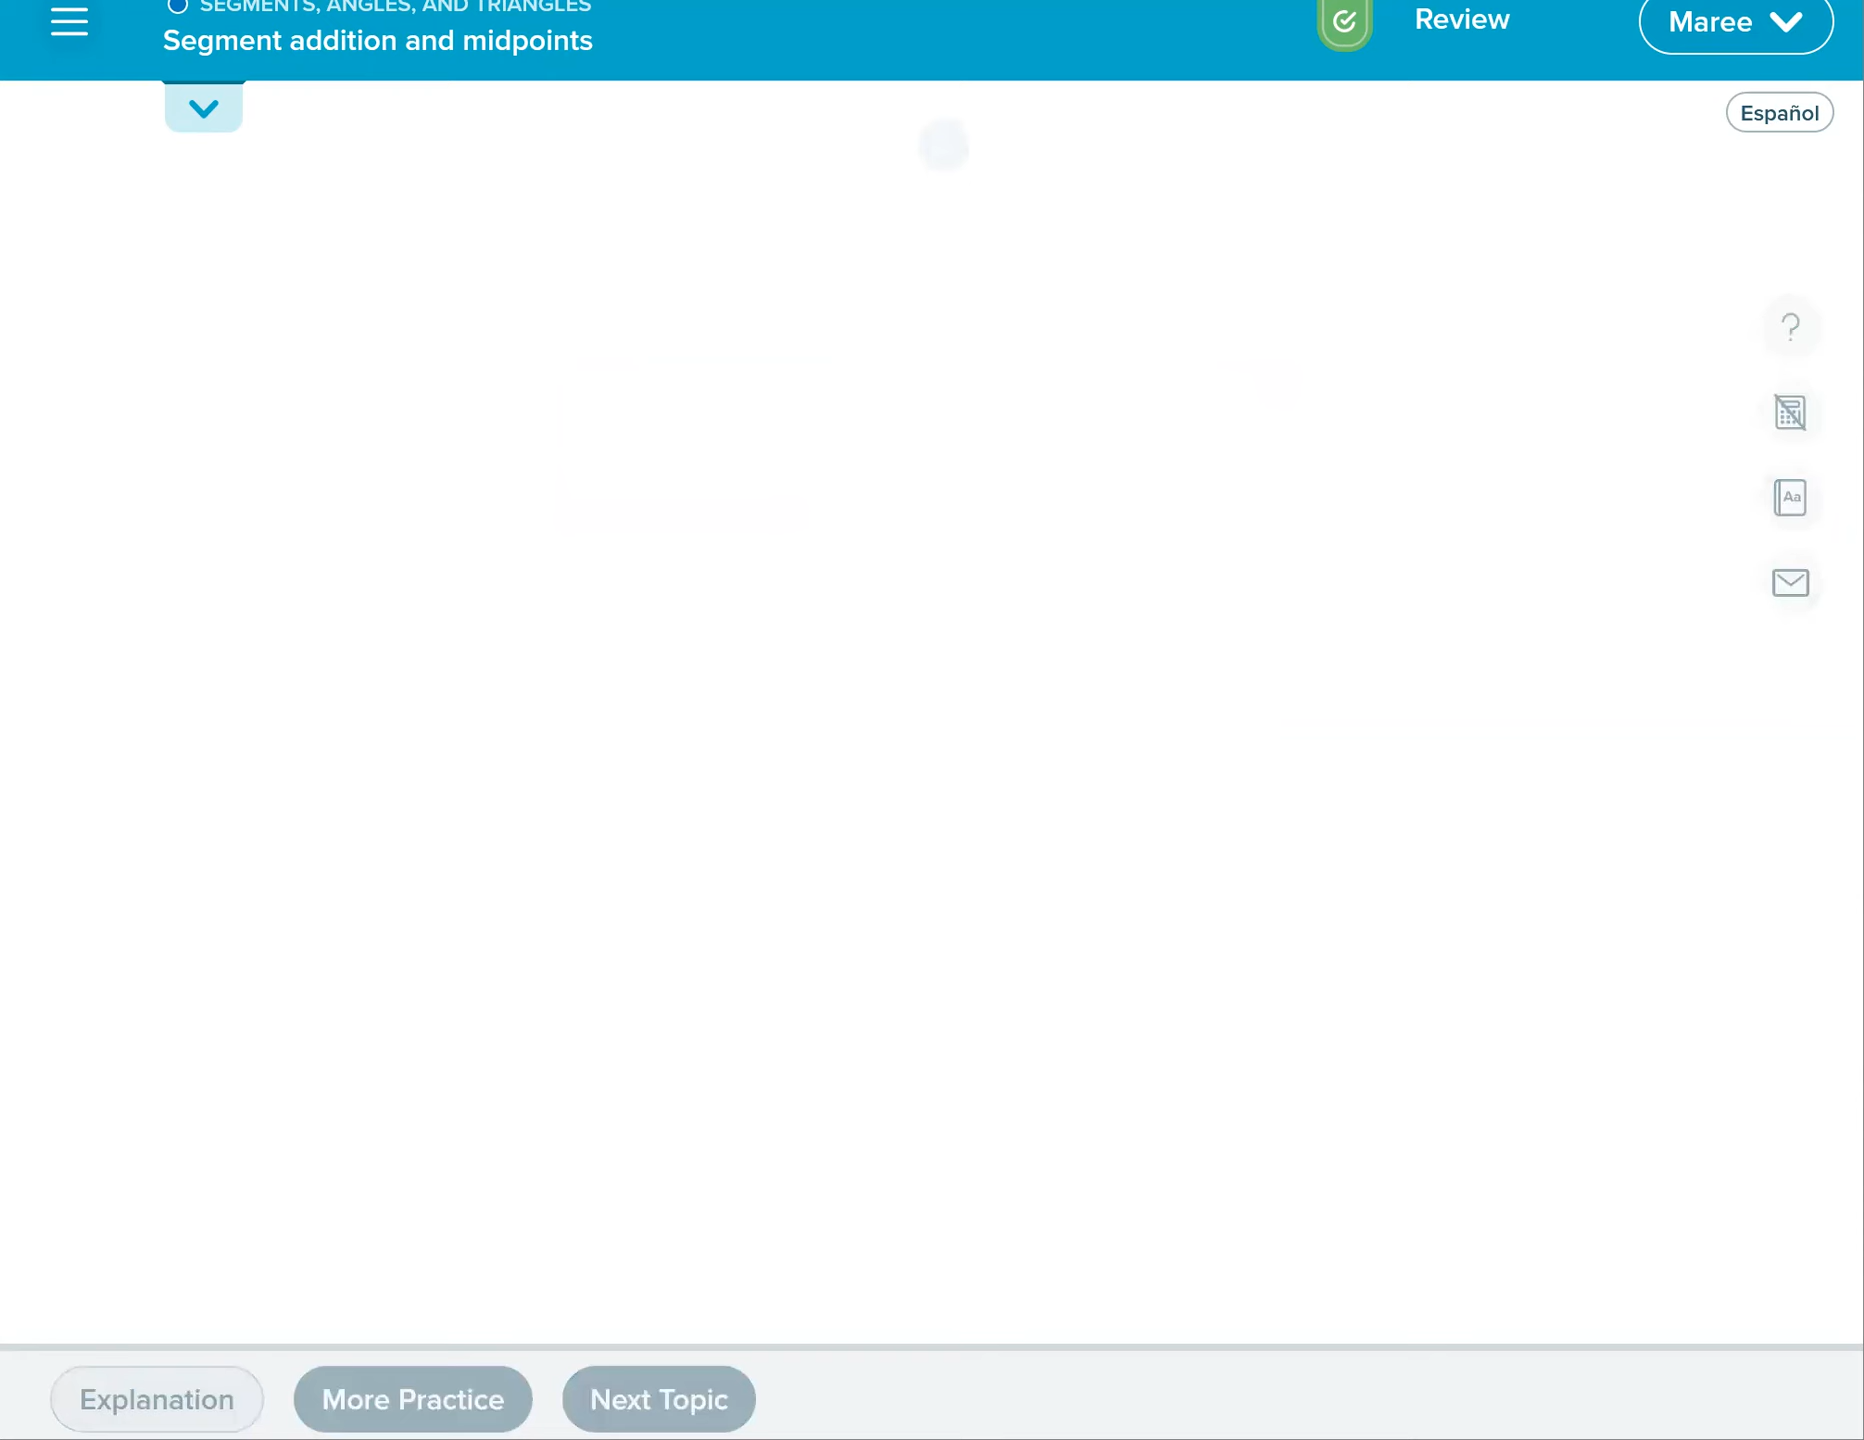 SEGMENTS, ANGLES, AND TRIANGLES
Segment addition and midpoints
Review
Maree
Español
?
Aa
Explanation
More Practice
Next Topic